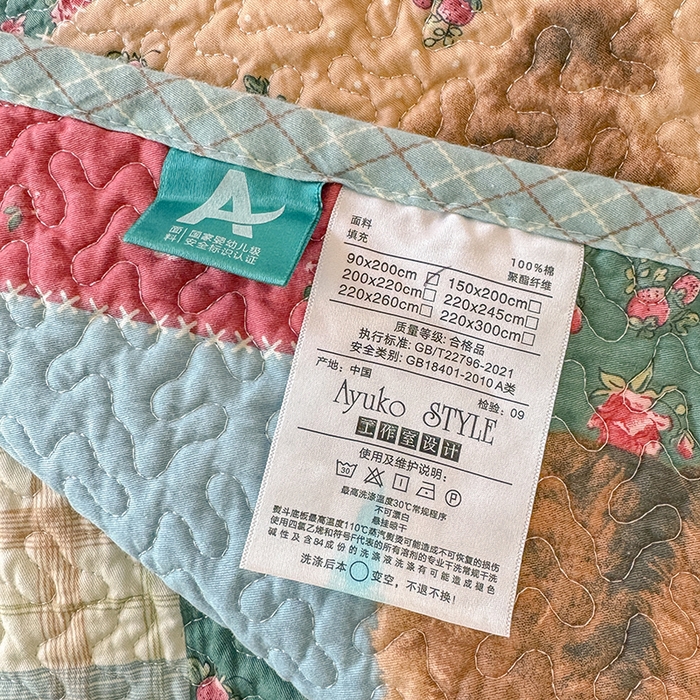 A
面料 国家婴幼儿级
安全标识认证
面料 100%棉
填充 聚酯纤维
90x200cm 150x200cm
200x220cm 220x245cm
220x260cm 220x300cm
质量等级: 合格品
执行标准: GB/T22796-2021
安全类别: GB18401-2010 A类
产地: 中国 检验: 09
Ayuko STYLE
工作室设计
使用及维护说明:
30 P
最高洗涤温度30℃常规程序
不可漂白
悬挂晾干
熨斗底板最高温度110℃蒸汽熨烫可能造成不可恢复的损伤
使用四氯乙烯和符号F代表的所有溶剂的专业干洗常规干洗
碱性及含84成份的洗涤液洗涤有可能造成褪色
洗涤后本○变空,不退不换!